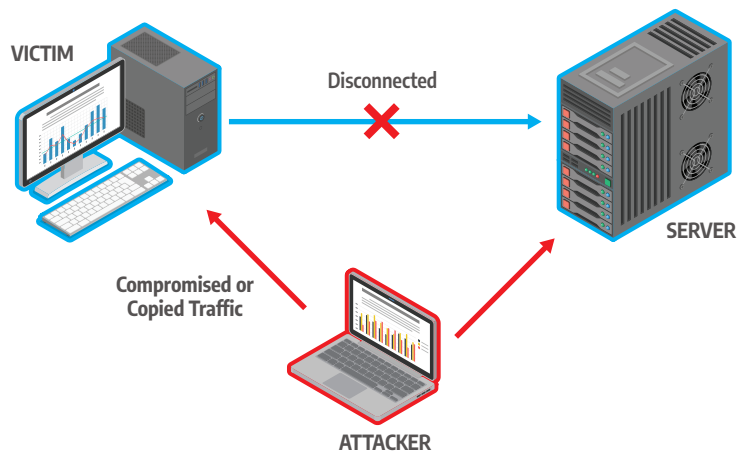 VICTIM
Disconnected
SERVER
Compromised or
Copied Traffic
ATTACKER